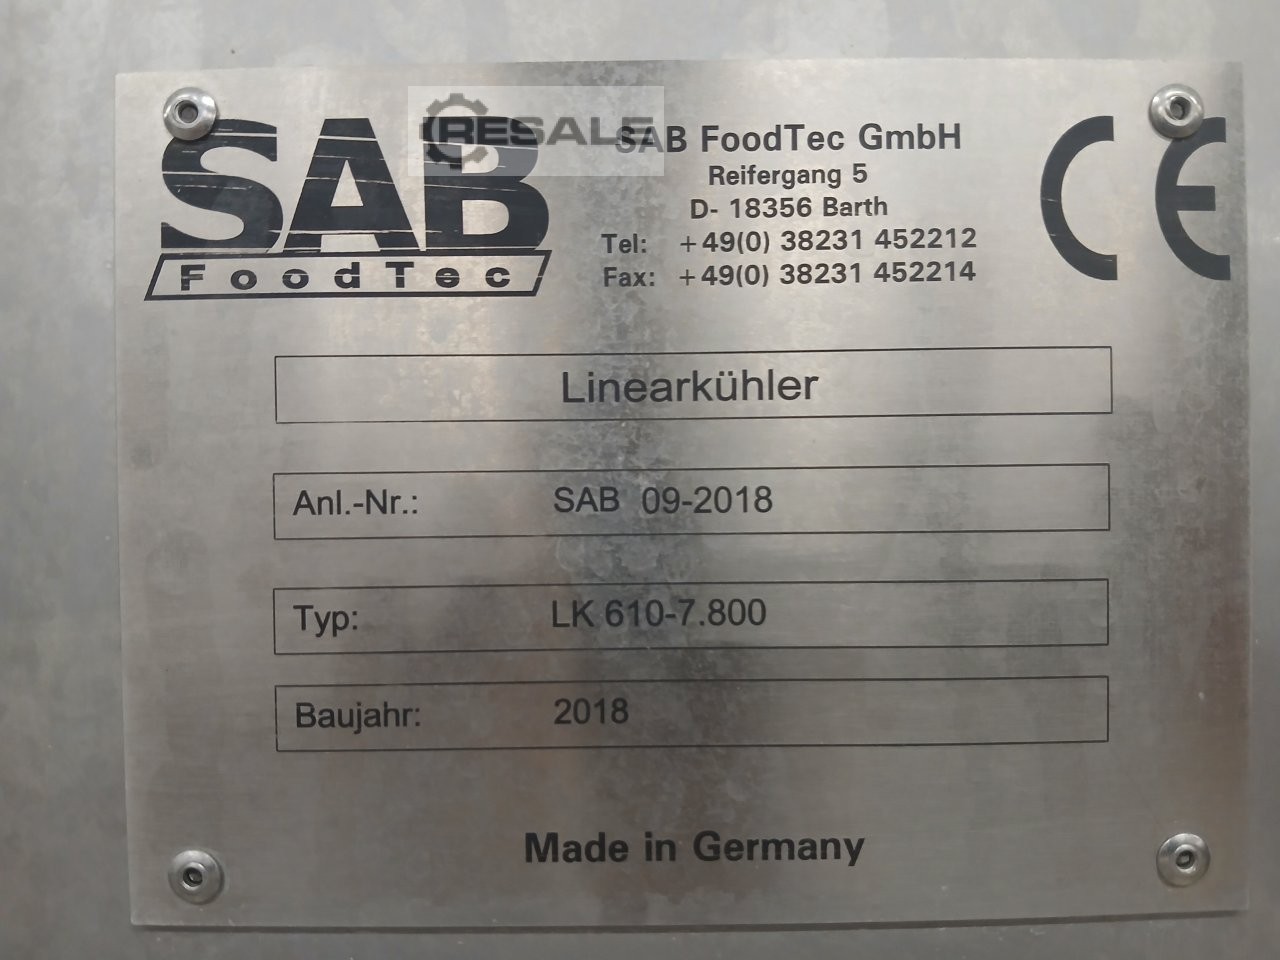 SAB
FoodTec
RESALE
SAB FoodTec GmbH
Reifergang 5
D- 18356 Barth
Tel: +49(0) 38231 452212
Fax: +49(0) 38231 452214
CE
Linearkühler
Anl.-Nr.: SAB 09-2018
Typ: LK 610-7.800
Baujahr: 2018
Made in Germany